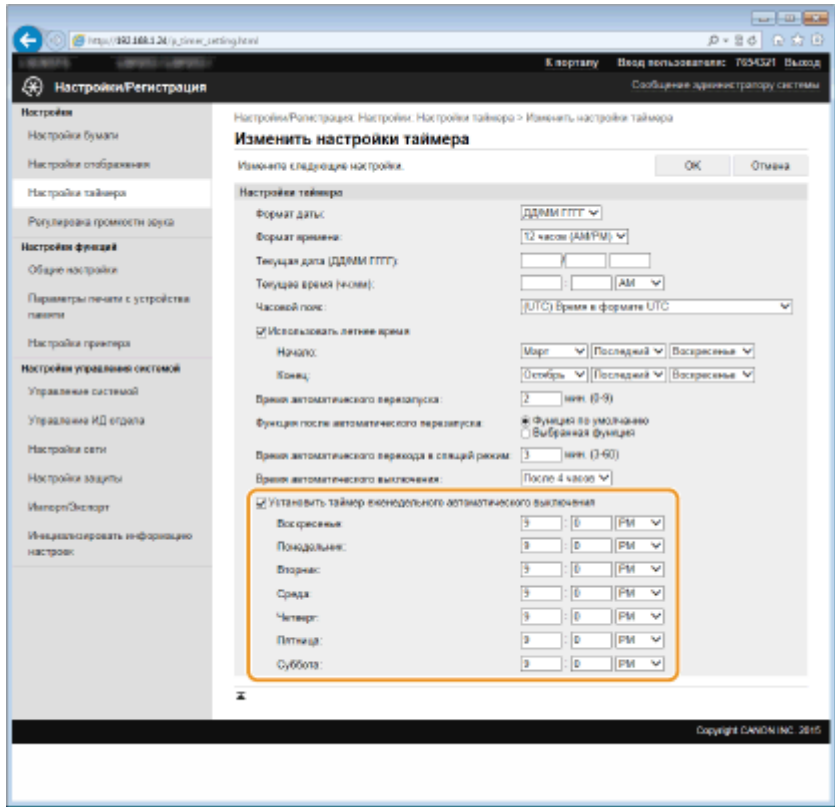 http://192.168.1.24/p_timer_setting.html
К порталу Ввод пользователя: 7654321 Выход
Настройки/Регистрация
Сообщение администратору системы
Настройки
Настройки бумаги
Настройки отображения
Настройки таймера
Регулировка громкости звука
Настройки функций
Общие настройки
Параметры печати с устройства
памяти
Настройки принтера
Настройки управления системой
Управление системой
Управление ИД отдела
Настройки сети
Настройки защиты
Импорт/Экспорт
Инициализировать информацию
настроек
Настройки/Регистрация: Настройки: Настройки таймера > Изменить настройки таймера
Изменить настройки таймера
Измените следующие настройки.
OK Отмена
Настройки таймера
Формат даты: ДД/ММ ГГГГ
Формат времени: 12 часов (AM/PM)
Текущая дата (ДД/ММ ГГГГ): /
Текущее время (чч:мм): : AM
Часовой пояс: (UTC) Время в формате UTC
Использовать летнее время
Начало: Март Последний Воскресенье
Конец: Октябрь Последний Воскресенье
Время автоматического перезапуска: 2 мин. (0-9)
Функция после автоматического перезапуска: Функция по умолчанию
Выбранная функция
Время автоматического перехода в спящий режим: 3 мин. (3-60)
Время автоматического выключения: После 4 часов
Установить таймер еженедельного автоматического выключения
Воскресенье: 9 : 0 PM
Понедельник: 9 : 0 PM
Вторник: 9 : 0 PM
Среда: 9 : 0 PM
Четверг: 9 : 0 PM
Пятница: 9 : 0 PM
Суббота: 9 : 0 PM
Copyright CANON INC. 2015